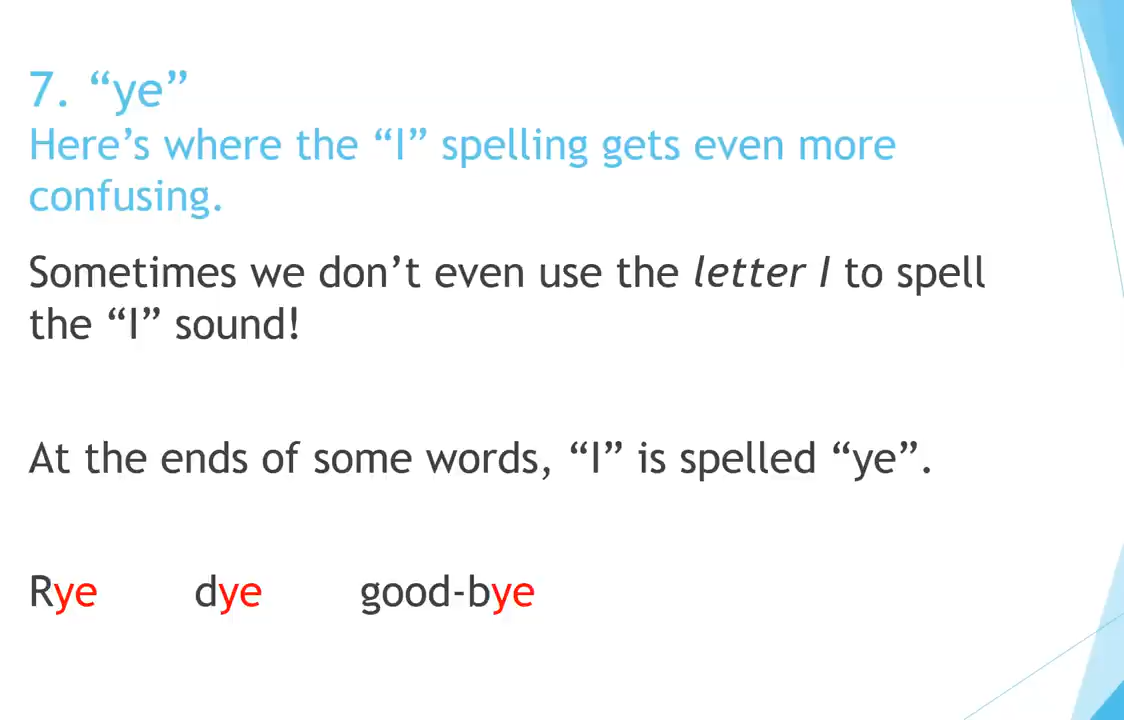 7. “ye”
Here’s where the “I” spelling gets even more
confusing.
Sometimes we don’t even use the letter I to spell
the “I” sound!
At the ends of some words, “I” is spelled “ye”.
Rye dye good-bye